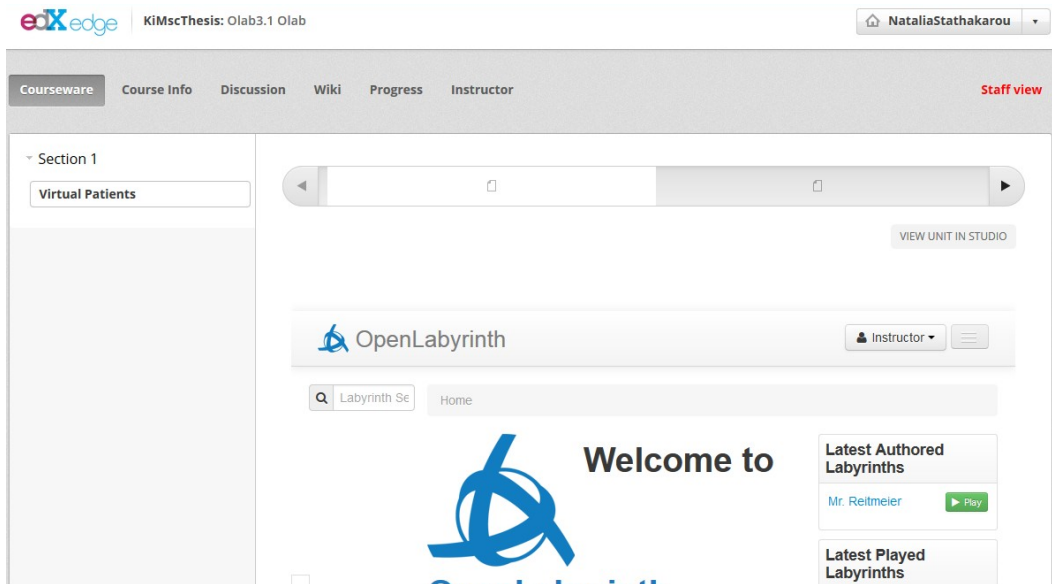 edX edge
KiMscThesis: Olab3.1 Olab
NataliaStathakarou
Courseware
Course Info
Discussion
Wiki
Progress
Instructor
Staff view
Section 1
Virtual Patients
VIEW UNIT IN STUDIO
OpenLabyrinth
Instructor
Labyrinth Se
Home
Welcome to
Latest Authored
Labyrinths
Mr. Reitmeier
Play
Latest Played
Labyrinths